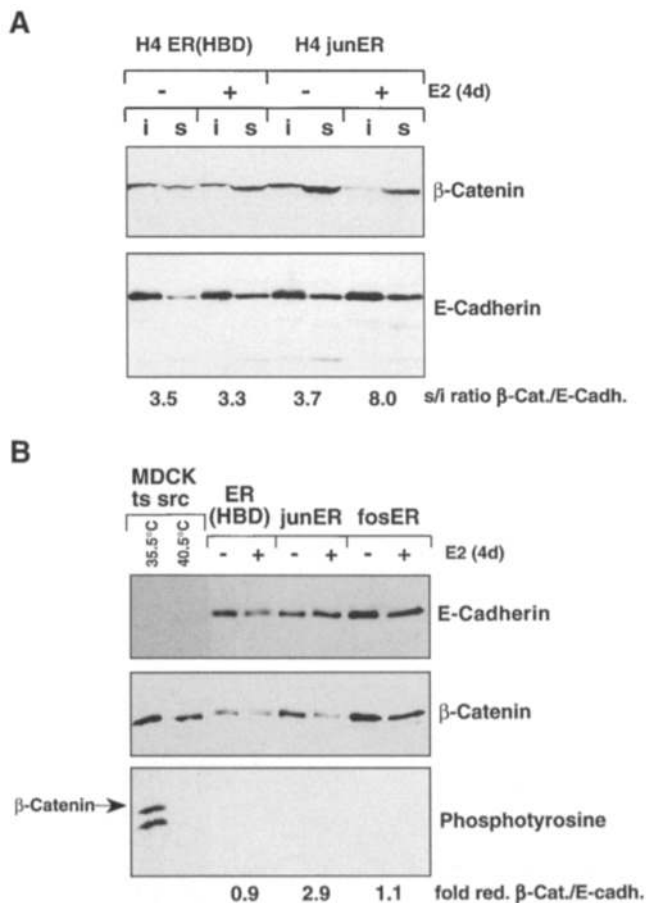 A
H4 ER(HBD) H4 junER
- + - + E2 (4d)
i s i s i s i s
β-Catenin
E-Cadherin
3.5 3.3 3.7 8.0 s/i ratio β-Cat./E-Cadh.
B
MDCK
ts src
35.5°C 40.5°C
ER
(HBD) junER fosER
- + - + - + E2 (4d)
E-Cadherin
β-Catenin
β-Catenin
Phosphotyrosine
0.9 2.9 1.1 fold red. β-Cat./E-cadh.